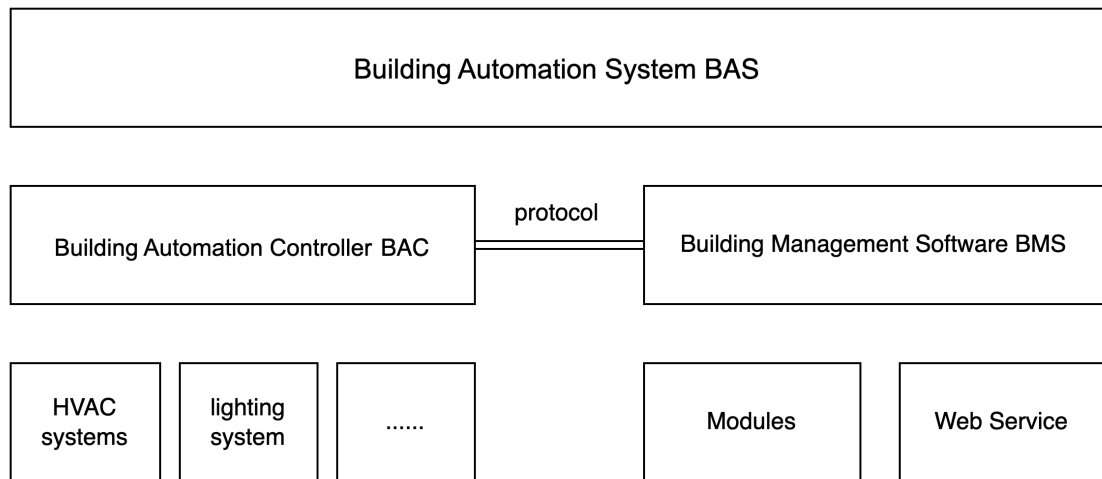 Building Automation System BAS
protocol
Building Automation Controller BAC
Building Management Software BMS
HVAC
systems
lighting
system
......
Modules
Web Service